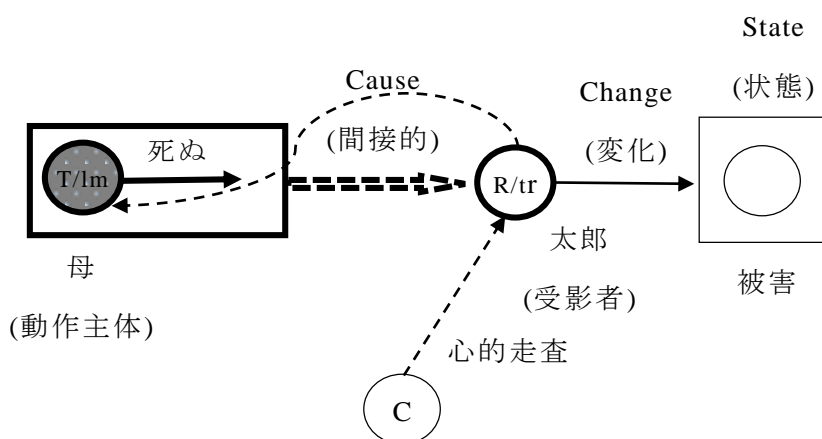 State
(状態)
Cause
Change
(間接的)
(変化)
死ぬ
T/lm
R/tr
母
(動作主体)
太郎
(受影者)
被害
心的走査
C